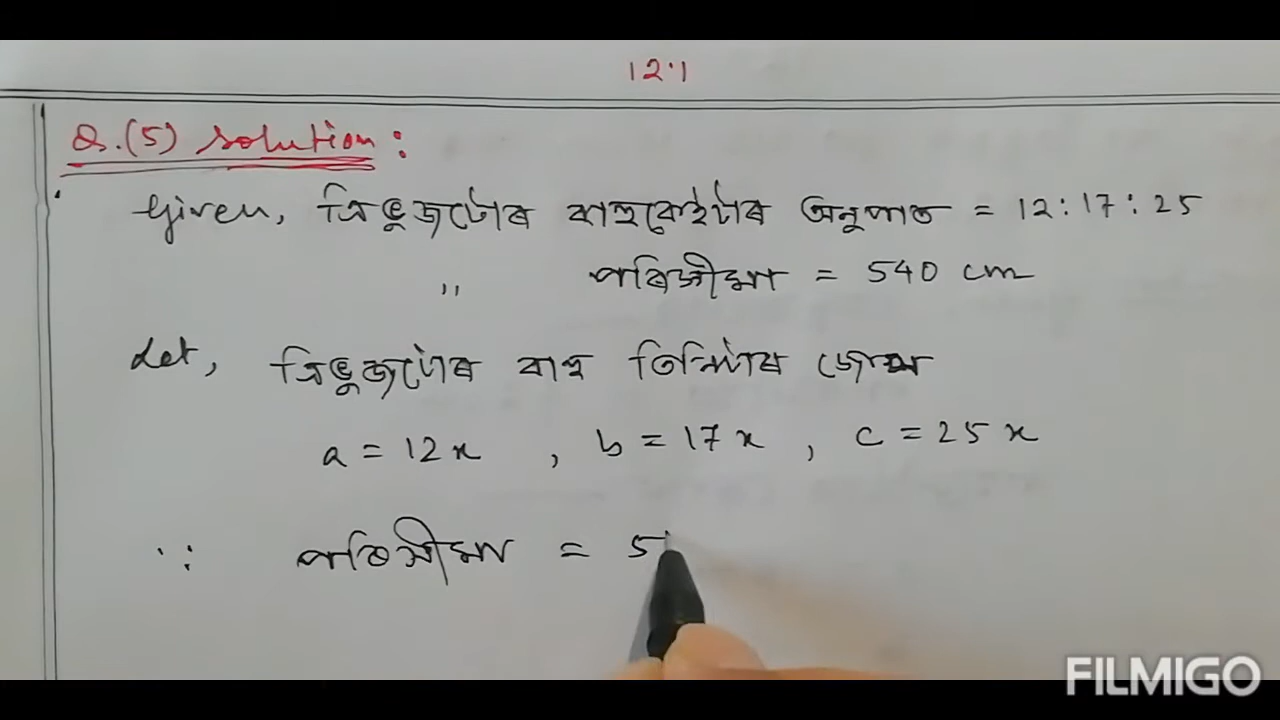 12.1
Q.(5) solution:
Given, ত্ৰিভূজটোৰ বাহুকেইটাৰ অনুপাত = 12:17:25
,, পৰিসীমা = 540 cm
Let, ত্ৰিভূজটোৰ বাহু তিনিটাৰ জোখ
a = 12x , b = 17x , c = 25x
∵ পৰিসীমা = 5
FILMIGO